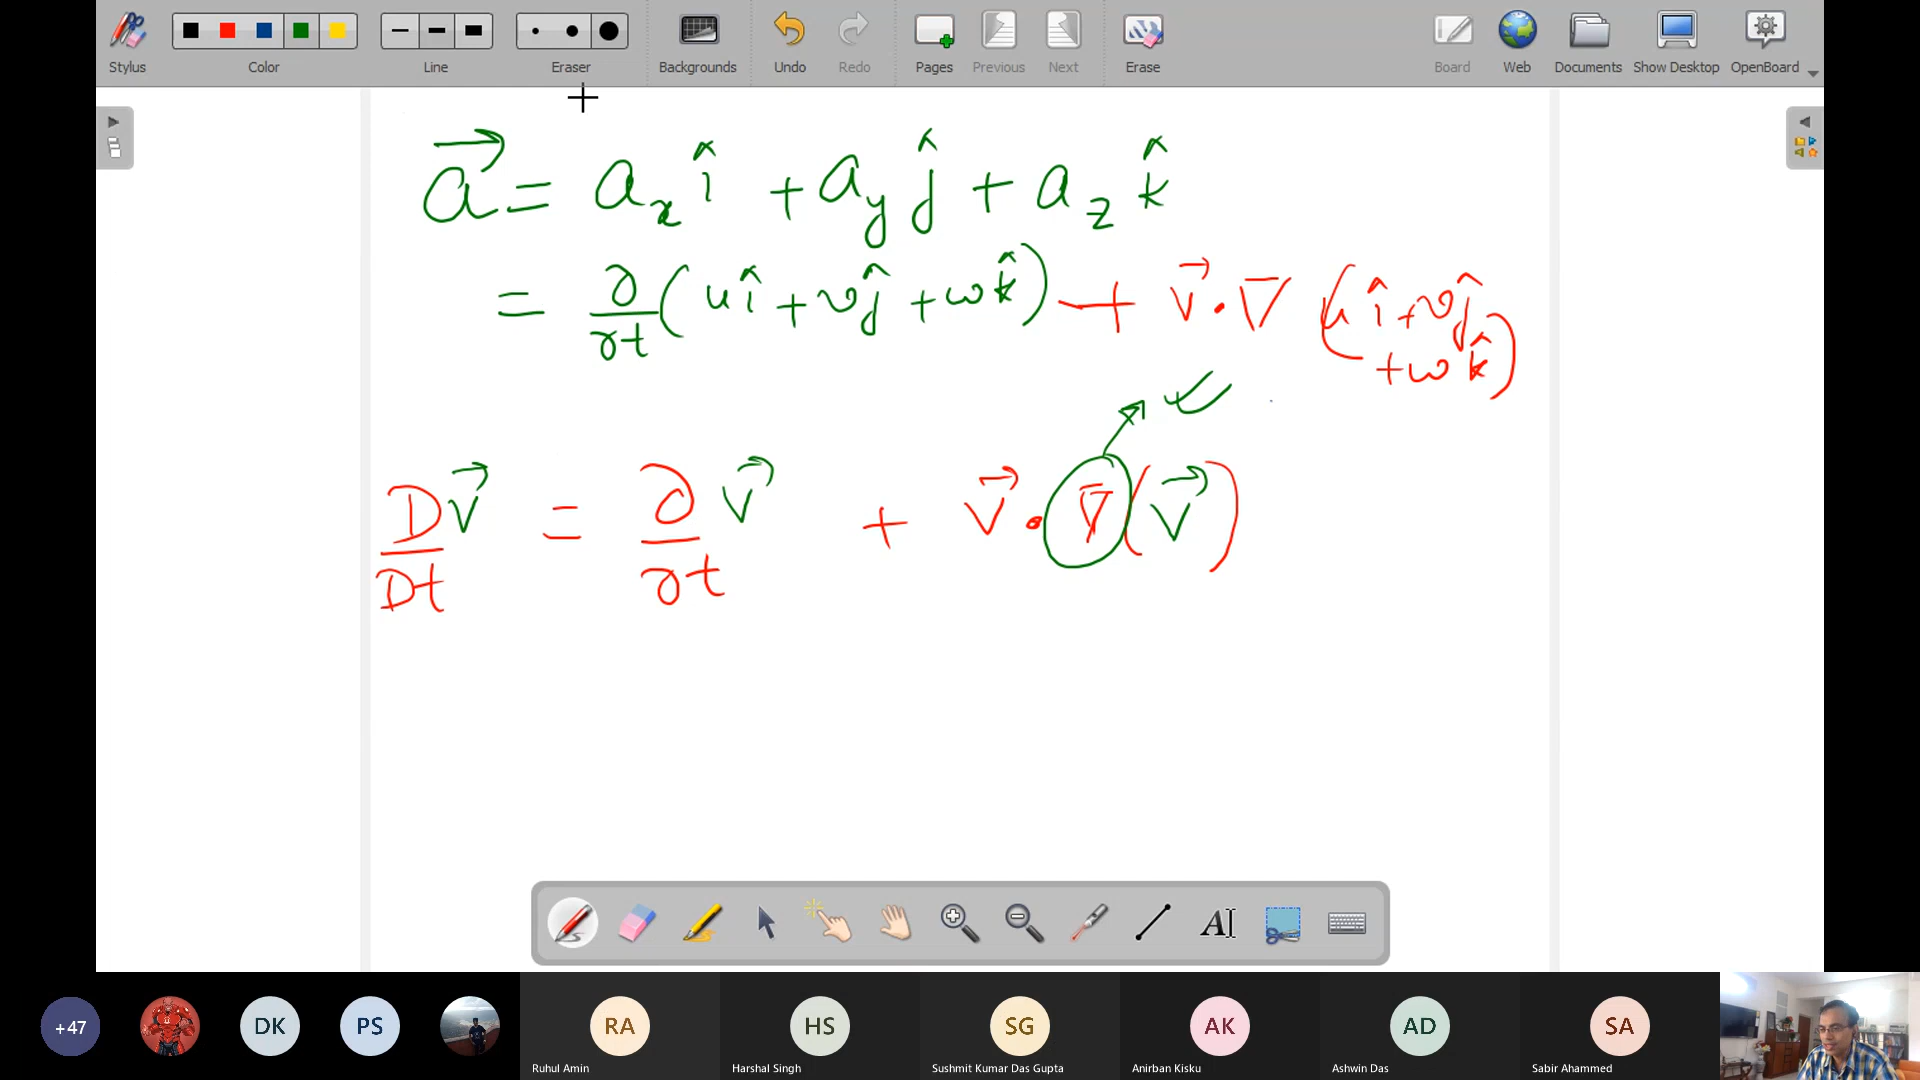 Stylus Color Line Eraser Backgrounds Undo Redo Pages Previous Next Erase Board Web Documents Show Desktop OpenBoard
a⃗ = aₓ î + a_y ĵ + a_z k̂
= ∂/∂t (uî + vĵ + wk̂) + V⃗ · ∇ (u î + vĵ
+ wk̂)
DV⃗/Dt = ∂/∂t V⃗ + V⃗ · ∇ (V⃗)
AI
+47 DK PS RA HS SG AK AD SA
Ruhul Amin Harshal Singh Sushmit Kumar Das Gupta Anirban Kisku Ashwin Das Sabir Ahammed